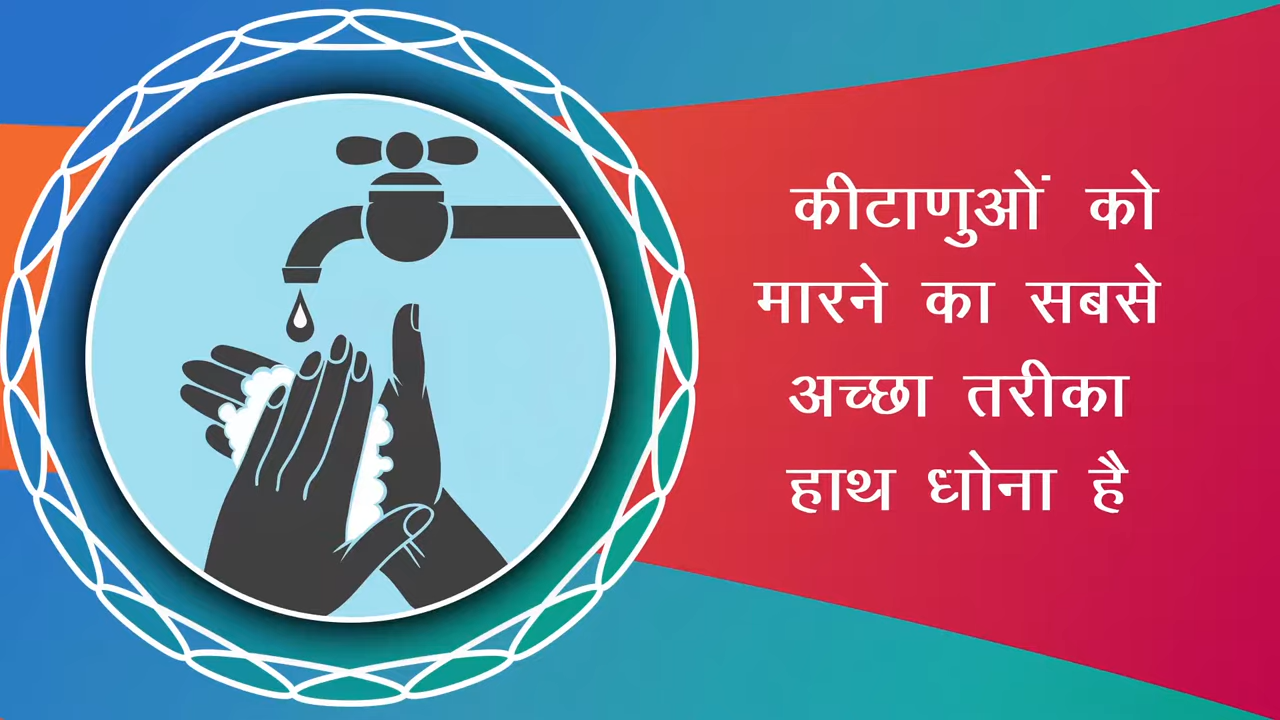 कीटाणुओं को
मारने का सबसे
अच्छा तरीका
हाथ धोना है